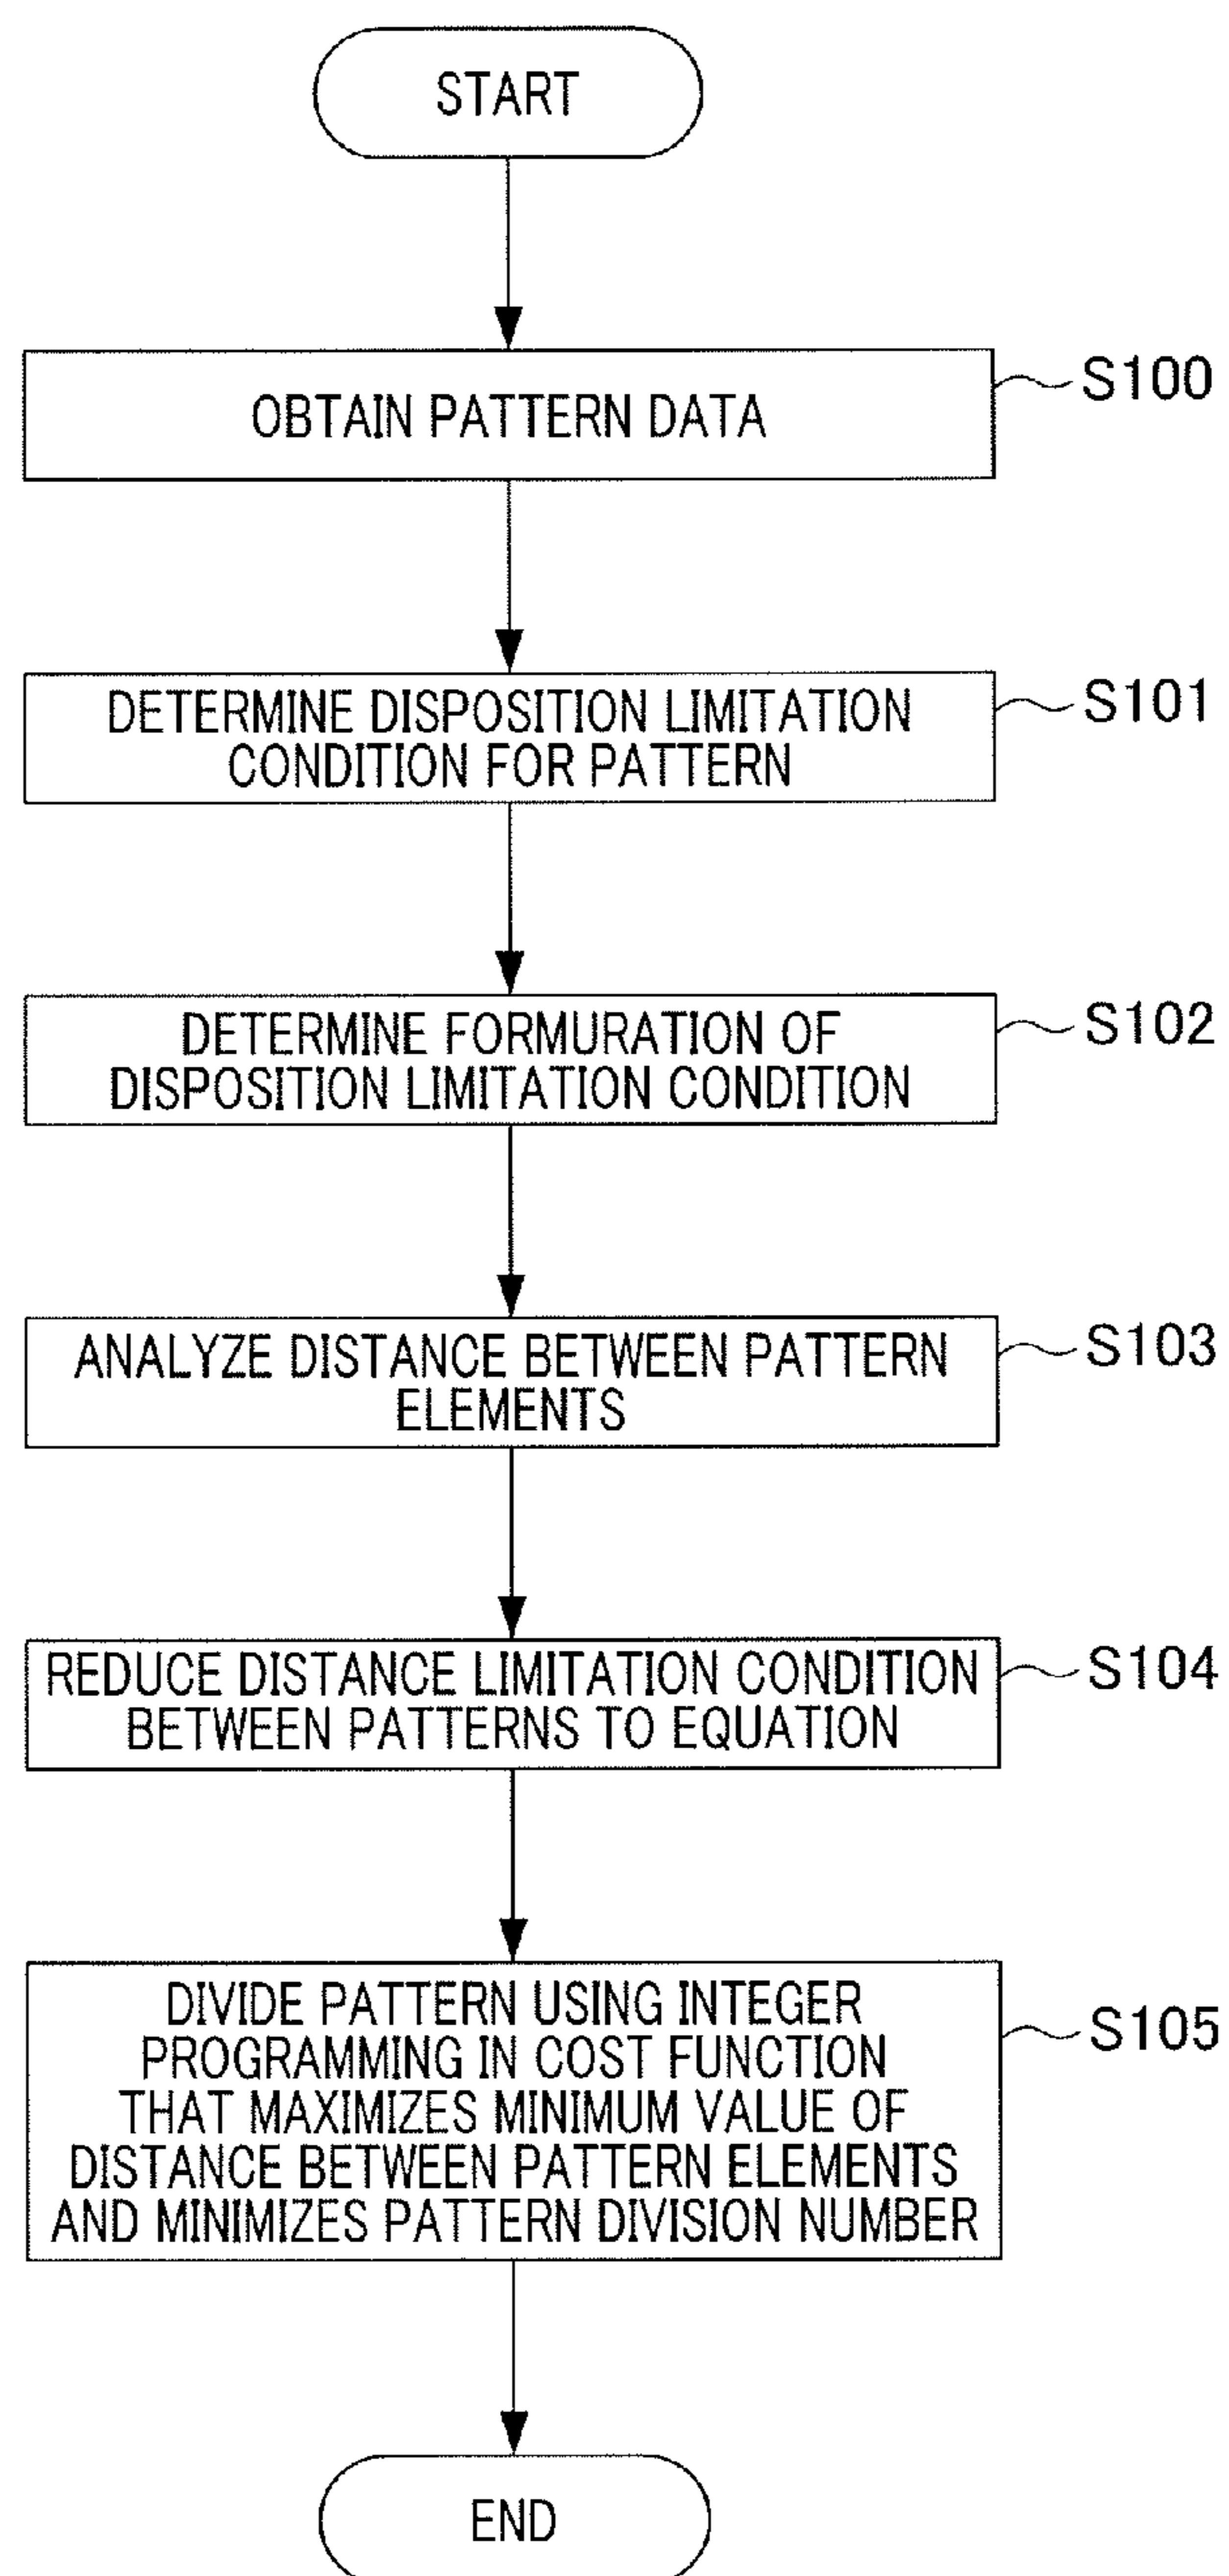 START
OBTAIN PATTERN DATA
S100
DETERMINE DISPOSITION LIMITATION
CONDITION FOR PATTERN
S101
DETERMINE FORMURATION OF
DISPOSITION LIMITATION CONDITION
S102
ANALYZE DISTANCE BETWEEN PATTERN
ELEMENTS
S103
REDUCE DISTANCE LIMITATION CONDITION
BETWEEN PATTERNS TO EQUATION
S104
DIVIDE PATTERN USING INTEGER
PROGRAMMING IN COST FUNCTION
THAT MAXIMIZES MINIMUM VALUE OF
DISTANCE BETWEEN PATTERN ELEMENTS
AND MINIMIZES PATTERN DIVISION NUMBER
S105
END